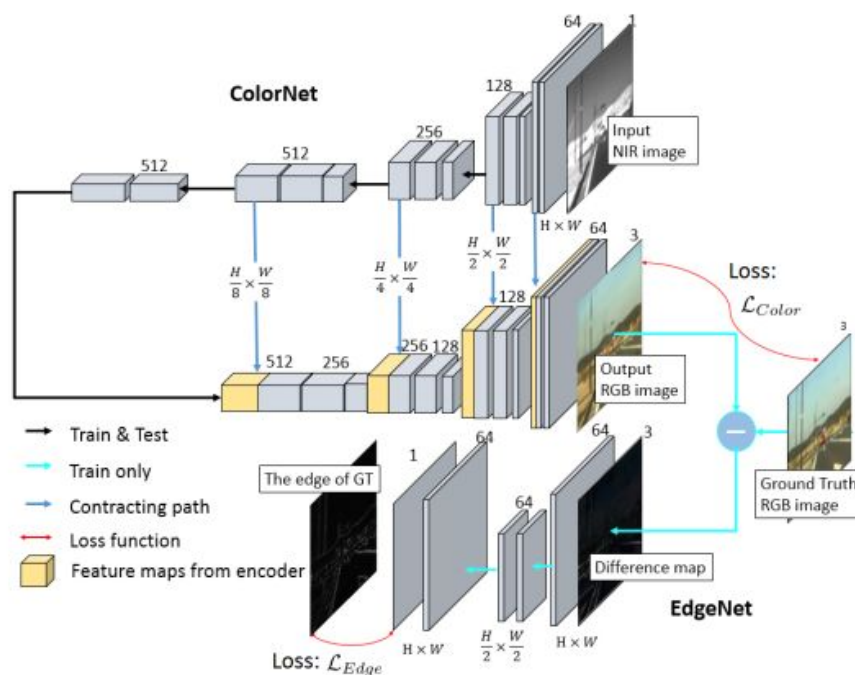 ColorNet
64
1
128
256
512
512
Input
NIR image
H × W
H/2 × W/2
H/4 × W/4
H/8 × W/8
64
3
128
256 128
512 256
Output
RGB image
Loss:
ℒColor
3
Ground Truth
RGB image
−
Train & Test
Train only
Contracting path
Loss function
Feature maps from encoder
The edge of GT
1
64
64
64
3
Difference map
EdgeNet
H × W
H/2 × W/2
H × W
Loss: ℒEdge